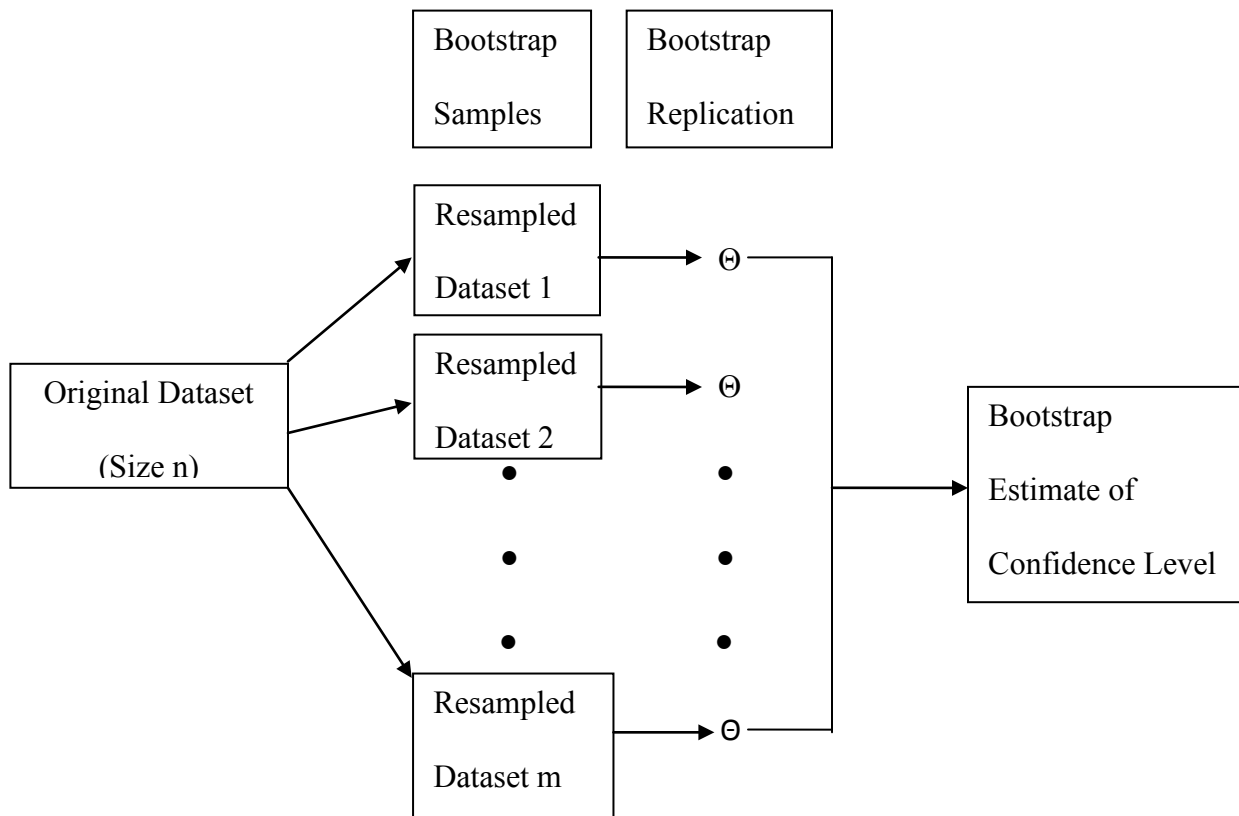 Bootstrap
Samples
Bootstrap
Replication
Resampled
Dataset 1
Θ
Resampled
Dataset 2
Θ
Original Dataset
(Size n)
Bootstrap
Estimate of
Confidence Level
Resampled
Dataset m
Θ